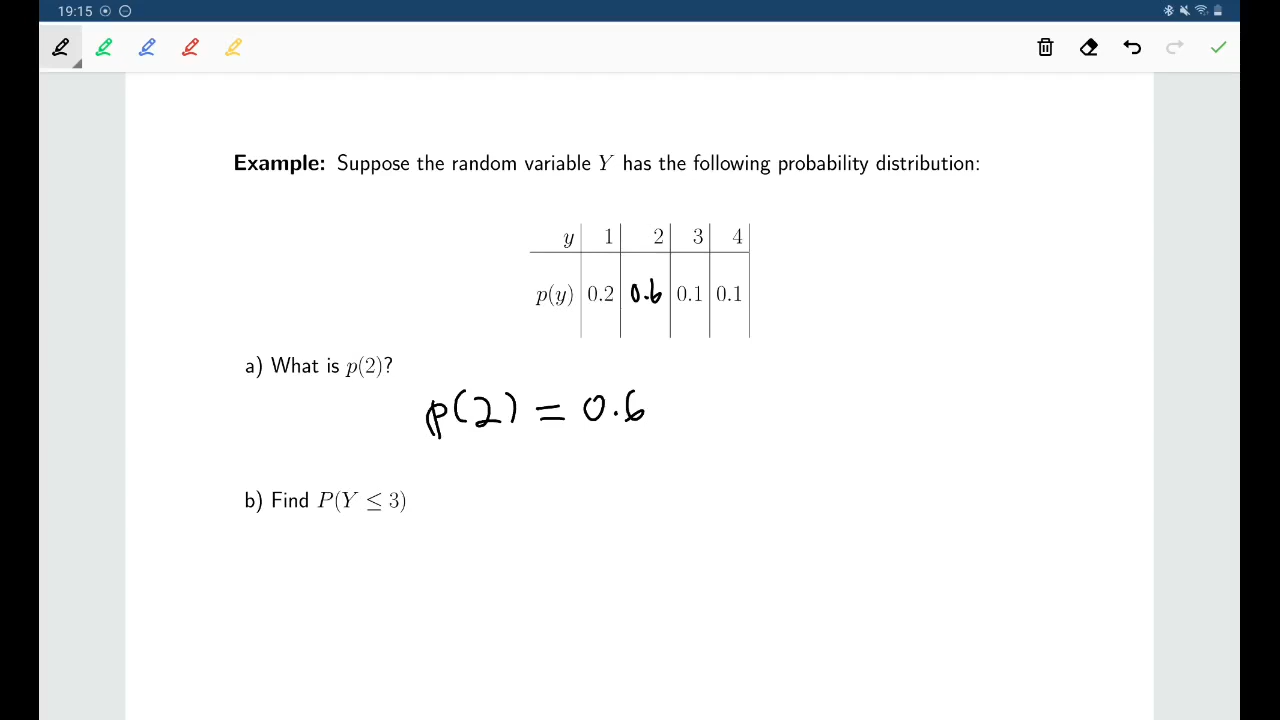 19:15
Example: Suppose the random variable Y has the following probability distribution:
y 1 2 3 4
p(y) 0.2 0.6 0.1 0.1
a) What is p(2)?
p(2) = 0.6
b) Find P(Y ≤ 3)